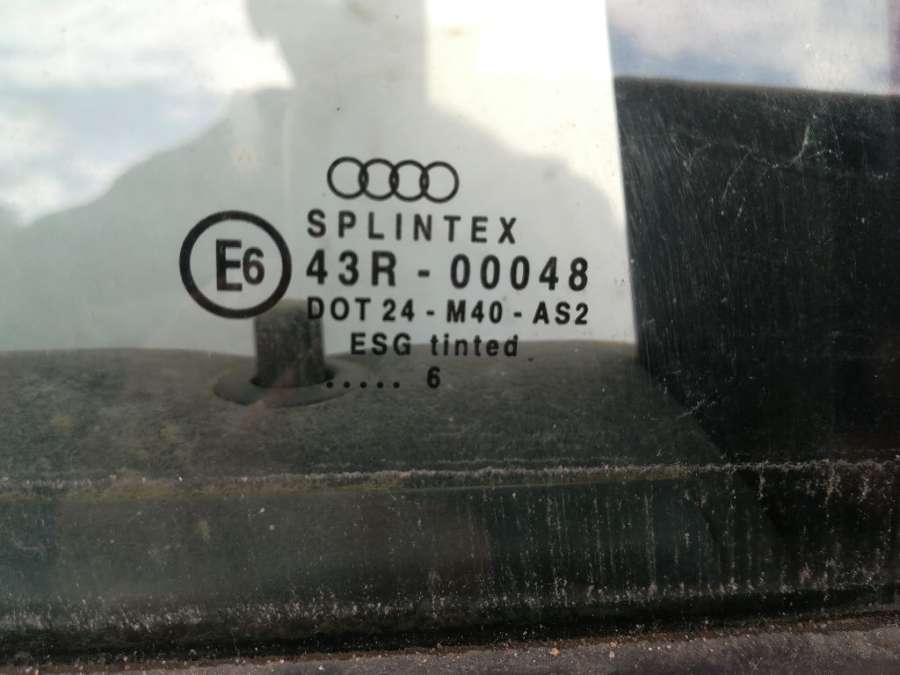 SPLINTEX
E6
43R - 00048
DOT 24 - M40 - AS2
ESG tinted
..... 6